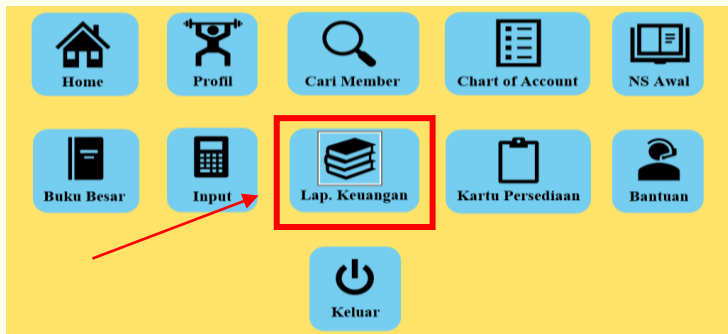 Home
Profil
Cari Member
Chart of Account
NS Awal
Buku Besar
Input
Lap. Keuangan
Kartu Persediaan
Bantuan
Keluar